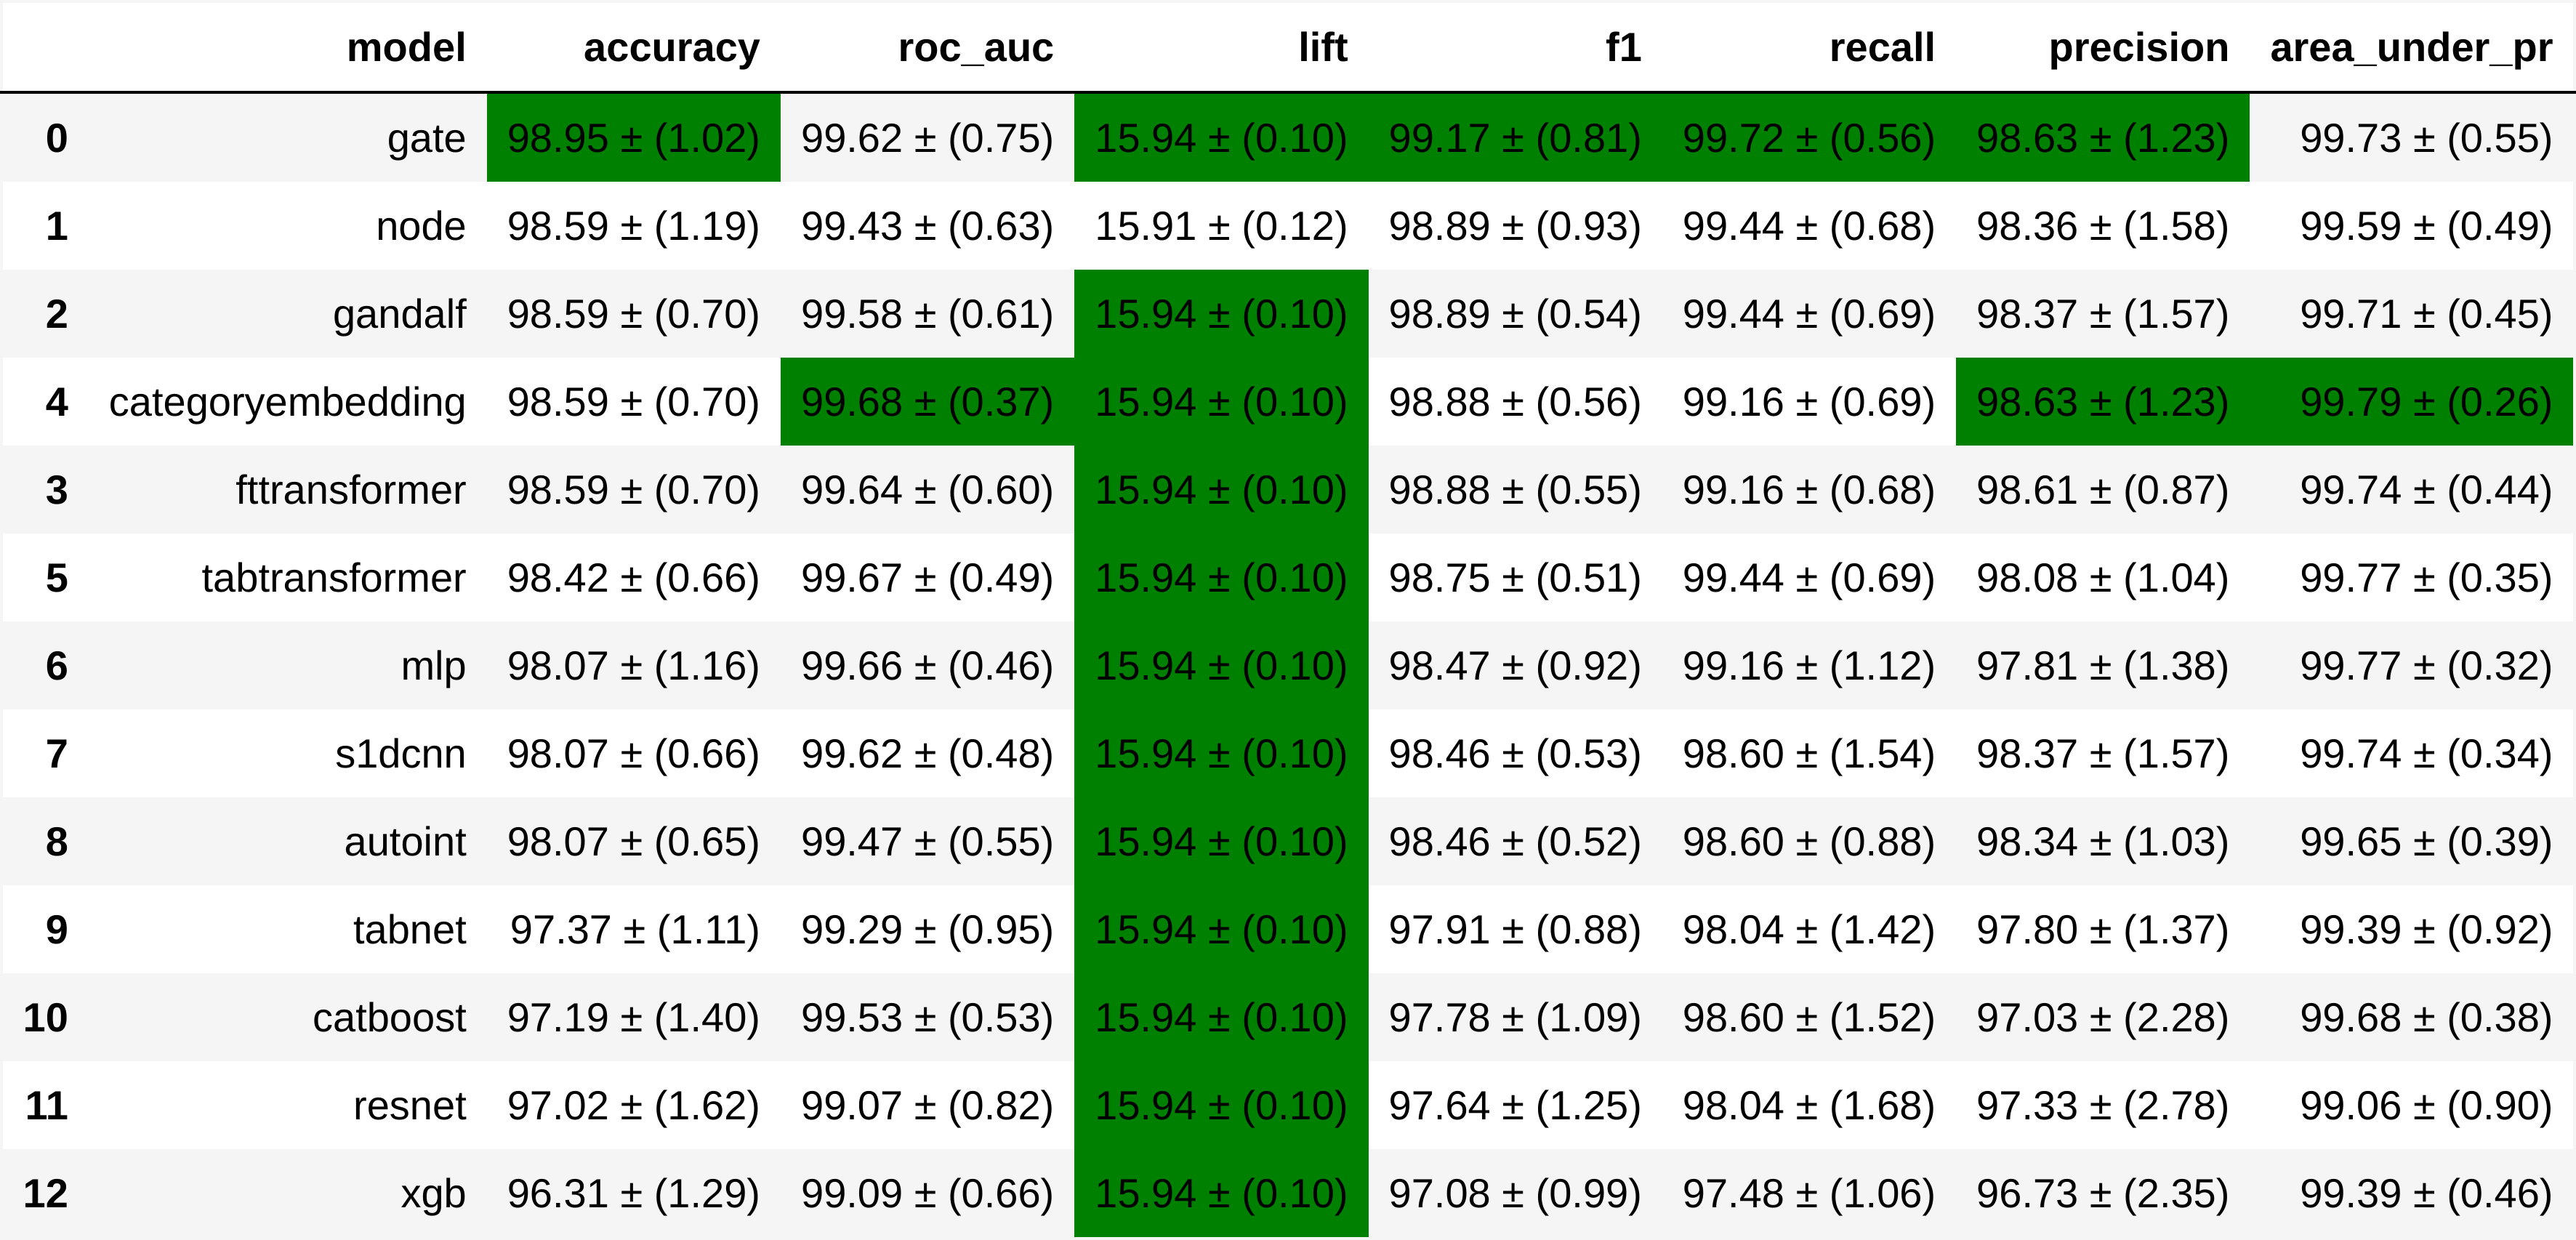 model accuracy roc_auc lift f1 recall precision area_under_pr
0 gate 98.95 ± (1.02) 99.62 ± (0.75) 15.94 ± (0.10) 99.17 ± (0.81) 99.72 ± (0.56) 98.63 ± (1.23) 99.73 ± (0.55)
1 node 98.59 ± (1.19) 99.43 ± (0.63) 15.91 ± (0.12) 98.89 ± (0.93) 99.44 ± (0.68) 98.36 ± (1.58) 99.59 ± (0.49)
2 gandalf 98.59 ± (0.70) 99.58 ± (0.61) 15.94 ± (0.10) 98.89 ± (0.54) 99.44 ± (0.69) 98.37 ± (1.57) 99.71 ± (0.45)
4 categoryembedding 98.59 ± (0.70) 99.68 ± (0.37) 15.94 ± (0.10) 98.88 ± (0.56) 99.16 ± (0.69) 98.63 ± (1.23) 99.79 ± (0.26)
3 fttransformer 98.59 ± (0.70) 99.64 ± (0.60) 15.94 ± (0.10) 98.88 ± (0.55) 99.16 ± (0.68) 98.61 ± (0.87) 99.74 ± (0.44)
5 tabtransformer 98.42 ± (0.66) 99.67 ± (0.49) 15.94 ± (0.10) 98.75 ± (0.51) 99.44 ± (0.69) 98.08 ± (1.04) 99.77 ± (0.35)
6 mlp 98.07 ± (1.16) 99.66 ± (0.46) 15.94 ± (0.10) 98.47 ± (0.92) 99.16 ± (1.12) 97.81 ± (1.38) 99.77 ± (0.32)
7 s1dcnn 98.07 ± (0.66) 99.62 ± (0.48) 15.94 ± (0.10) 98.46 ± (0.53) 98.60 ± (1.54) 98.37 ± (1.57) 99.74 ± (0.34)
8 autoint 98.07 ± (0.65) 99.47 ± (0.55) 15.94 ± (0.10) 98.46 ± (0.52) 98.60 ± (0.88) 98.34 ± (1.03) 99.65 ± (0.39)
9 tabnet 97.37 ± (1.11) 99.29 ± (0.95) 15.94 ± (0.10) 97.91 ± (0.88) 98.04 ± (1.42) 97.80 ± (1.37) 99.39 ± (0.92)
10 catboost 97.19 ± (1.40) 99.53 ± (0.53) 15.94 ± (0.10) 97.78 ± (1.09) 98.60 ± (1.52) 97.03 ± (2.28) 99.68 ± (0.38)
11 resnet 97.02 ± (1.62) 99.07 ± (0.82) 15.94 ± (0.10) 97.64 ± (1.25) 98.04 ± (1.68) 97.33 ± (2.78) 99.06 ± (0.90)
12 xgb 96.31 ± (1.29) 99.09 ± (0.66) 15.94 ± (0.10) 97.08 ± (0.99) 97.48 ± (1.06) 96.73 ± (2.35) 99.39 ± (0.46)